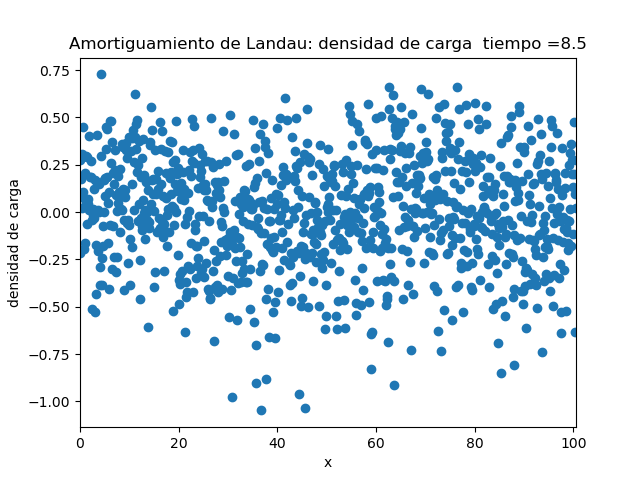 Amortiguamiento de Landau: densidad de carga  tiempo =8.5
0.75
0.50
0.25
0.00
−0.25
−0.50
−0.75
−1.00
densidad de carga
0 20 40 60 80 100
x